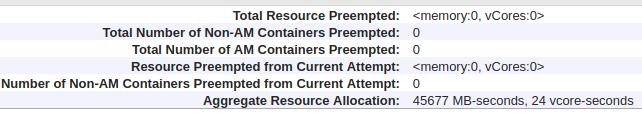 Total Resource Preempted: <memory:0, vCores:0>
Total Number of Non-AM Containers Preempted: 0
Total Number of AM Containers Preempted: 0
Resource Preempted from Current Attempt: <memory:0, vCores:0>
Number of Non-AM Containers Preempted from Current Attempt: 0
Aggregate Resource Allocation: 45677 MB-seconds, 24 vcore-seconds